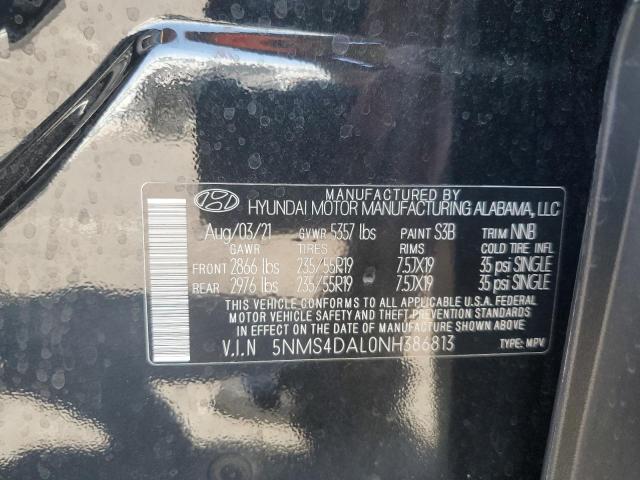 MANUFACTURED BY
HYUNDAI MOTOR MANUFACTURING ALABAMA, LLC
Aug/03/21 GVWR 5357 lbs PAINT S3B TRIM NNB
GAWR TIRES RIMS COLD TIRE INFL
FRONT 2866 lbs 235/55R19 7.5JX19 35 psi SINGLE
REAR 2976 lbs 235/55R19 7.5JX19 35 psi SINGLE
THIS VEHICLE CONFORMS TO ALL APPLICABLE U.S.A. FEDERAL
MOTOR VEHICLE SAFETY AND THEFT PREVENTION STANDARDS
IN EFFECT ON THE DATE OF MANUFACTURE SHOWN ABOVE.
V.I.N 5NMS4DAL0NH386813 TYPE: MPV